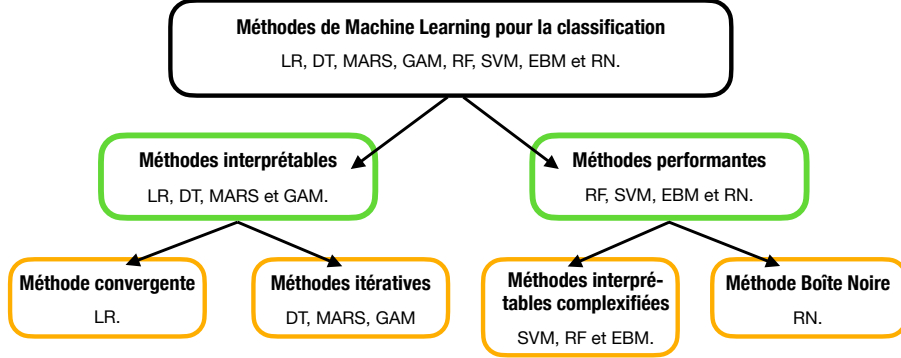 Méthodes de Machine Learning pour la classification
LR, DT, MARS, GAM, RF, SVM, EBM et RN.
Méthodes interprétables
LR, DT, MARS et GAM.
Méthodes performantes
RF, SVM, EBM et RN.
Méthode convergente
LR.
Méthodes itératives
DT, MARS, GAM
Méthodes interpré-
tables complexifiées
SVM, RF et EBM.
Méthode Boîte Noire
RN.